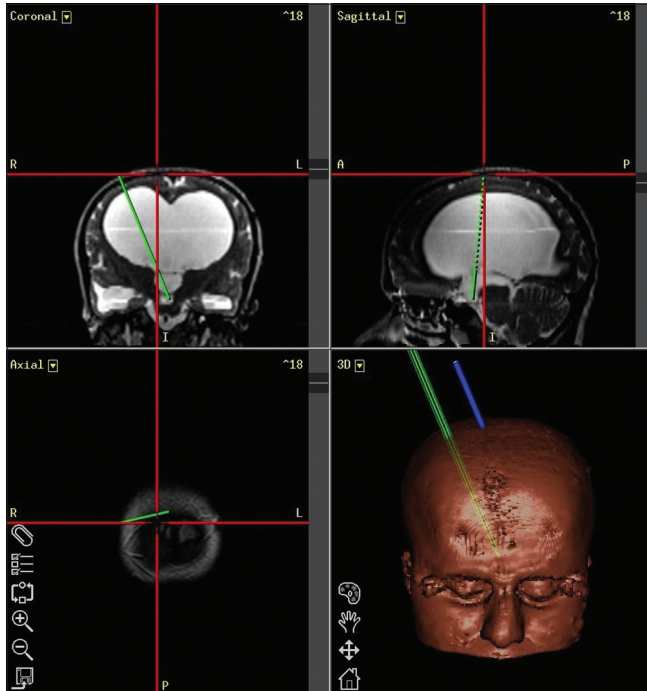 Coronal ^18
R L
I
Sagittal ^18
A P
I
Axial ^18
R L
P
3D